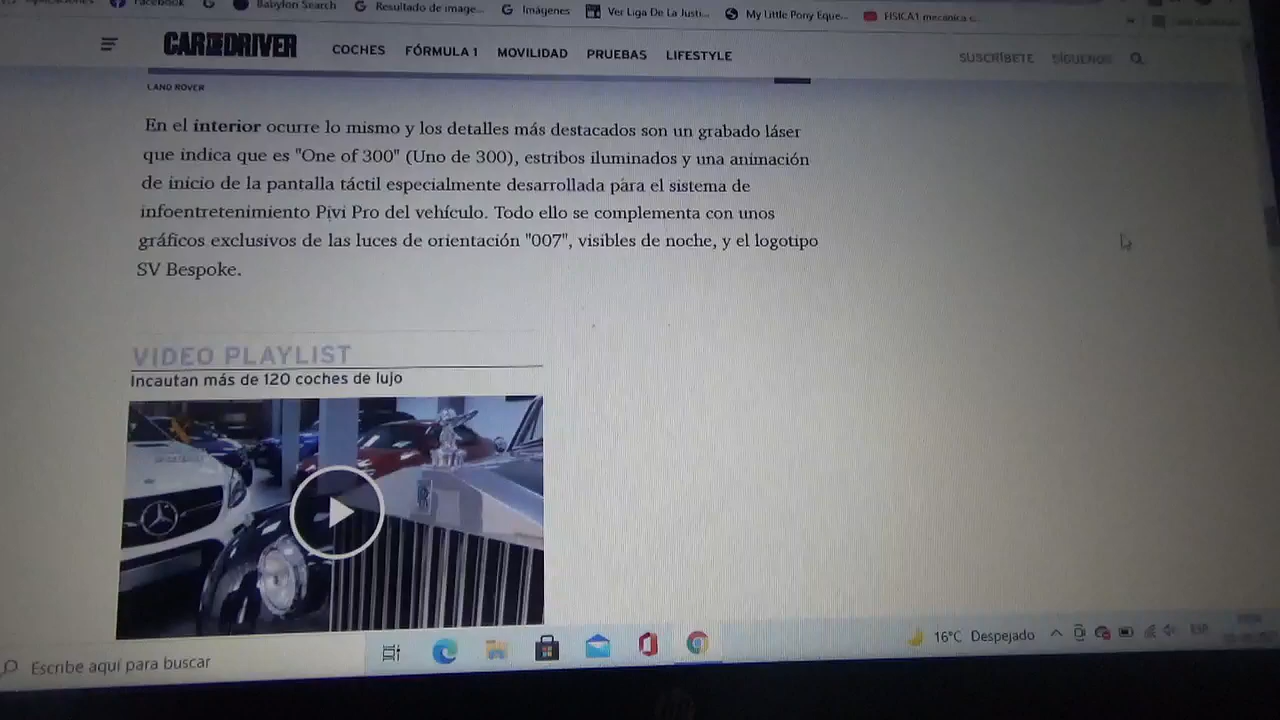 Facebook
Babylon Search
Resultado de image...
Imágenes
Ver Liga De La Justi...
My Little Pony Eque...
FISICA1 mecánica c...
CAR AND DRIVER
COCHES
FÓRMULA 1
MOVILIDAD
PRUEBAS
LIFESTYLE
SUSCRÍBETE
SÍGUENOS
LAND ROVER
En el interior ocurre lo mismo y los detalles más destacados son un grabado láser
que indica que es "One of 300" (Uno de 300), estribos iluminados y una animación
de inicio de la pantalla táctil especialmente desarrollada para el sistema de
infoentretenimiento Pivi Pro del vehículo. Todo ello se complementa con unos
gráficos exclusivos de las luces de orientación "007", visibles de noche, y el logotipo
SV Bespoke.
VIDEO PLAYLIST
Incautan más de 120 coches de lujo
Escribe aquí para buscar
16°C Despejado
ESP